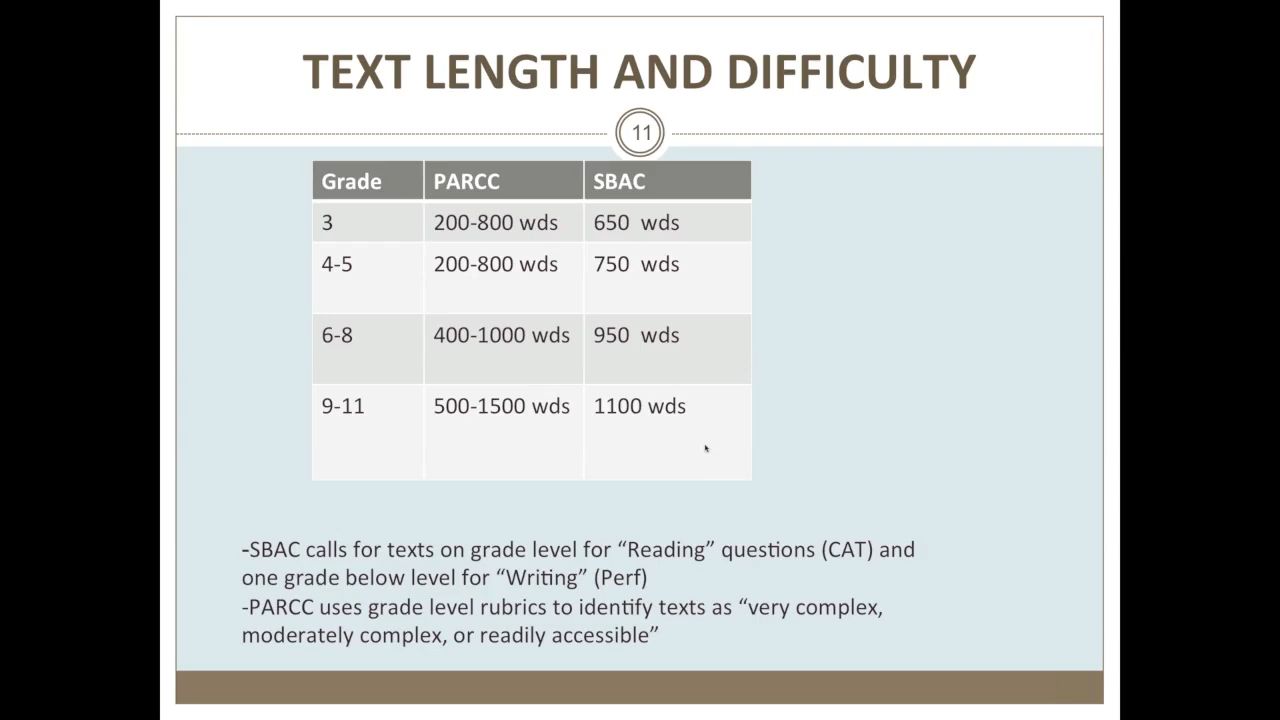 TEXT LENGTH AND DIFFICULTY
11
Grade PARCC SBAC
3 200-800 wds 650 wds
4-5 200-800 wds 750 wds
6-8 400-1000 wds 950 wds
9-11 500-1500 wds 1100 wds
-SBAC calls for texts on grade level for “Reading” questions (CAT) and
one grade below level for “Writing” (Perf)
-PARCC uses grade level rubrics to identify texts as “very complex,
moderately complex, or readily accessible”